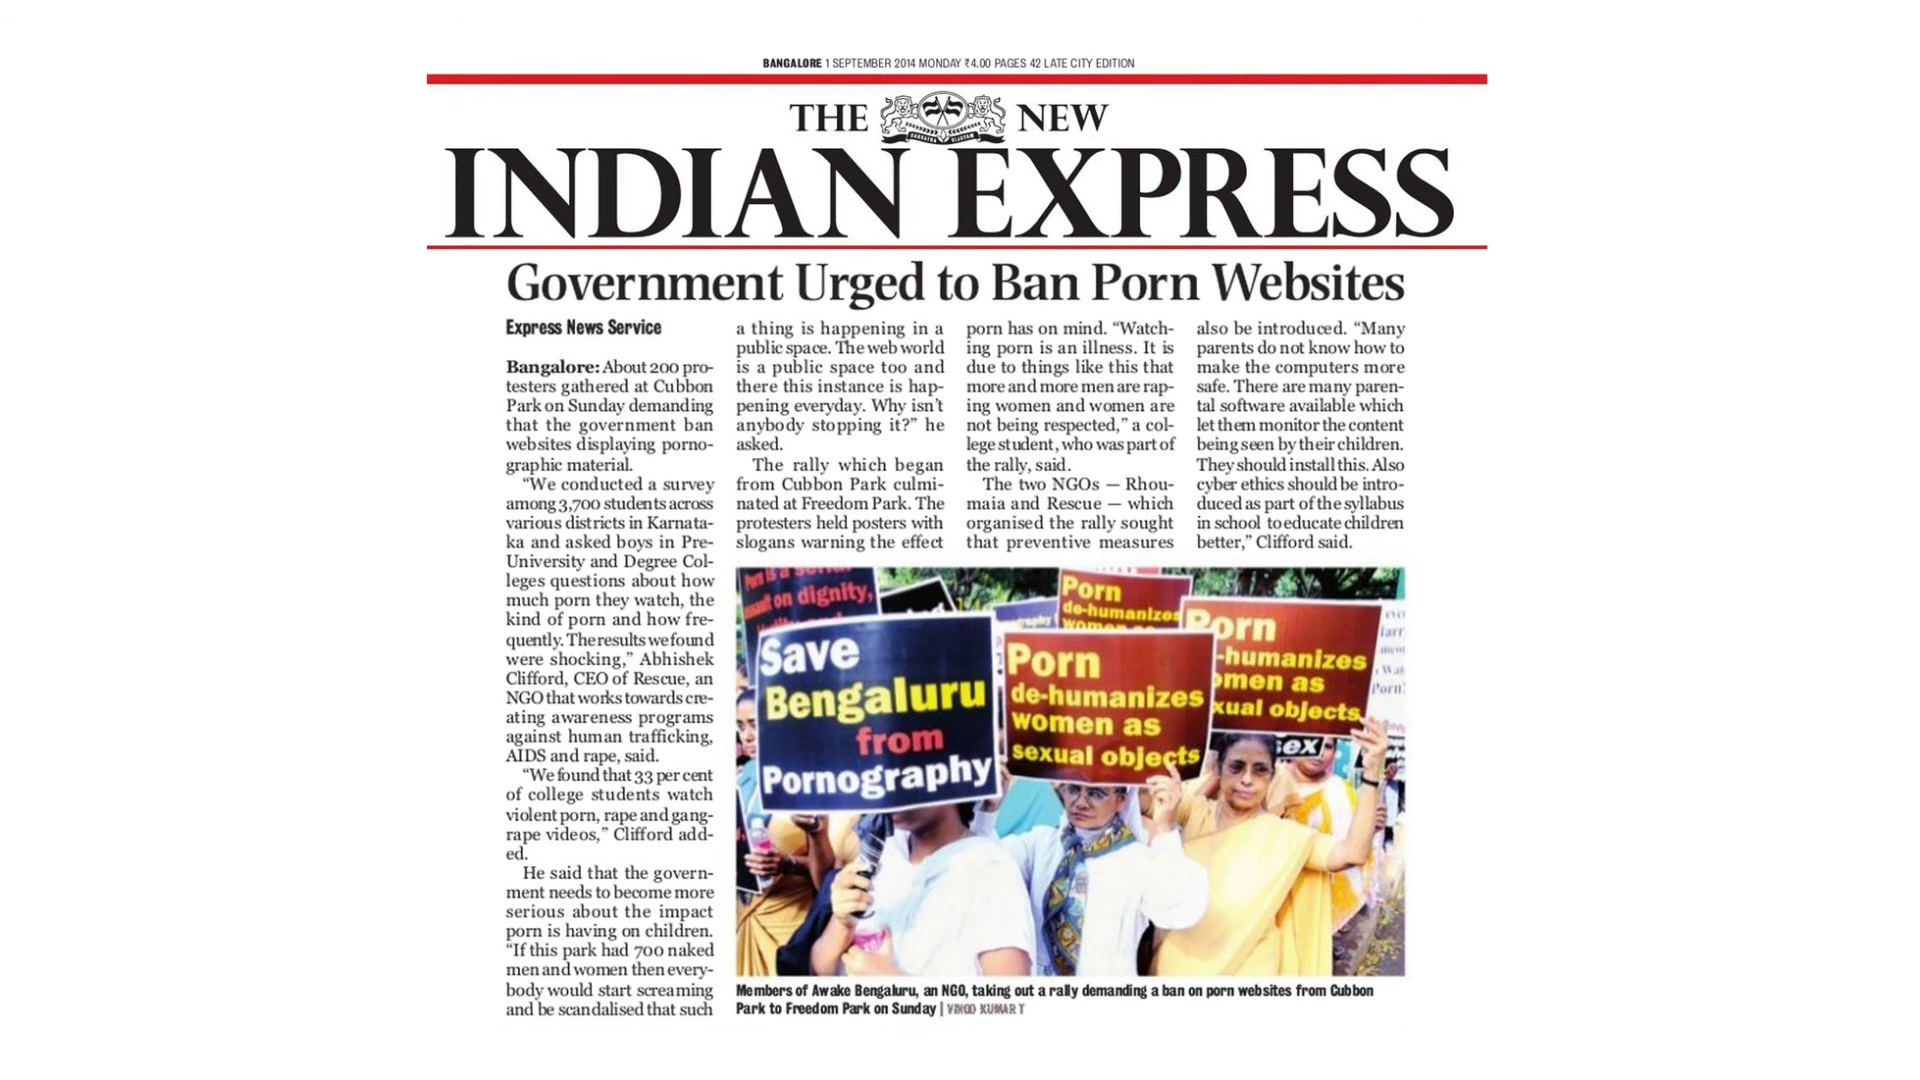 BANGALORE 1 SEPTEMBER 2014 MONDAY ₹4.00 PAGES 42 LATE CITY EDITION
THE NEW
INDIAN EXPRESS
Government Urged to Ban Porn Websites
Express News Service
Bangalore: About 200 pro-
testers gathered at Cubbon
Park on Sunday demanding
that the government ban
websites displaying porno-
graphic material.
“We conducted a survey
among 3,700 students across
various districts in Karnata-
ka and asked boys in Pre-
University and Degree Col-
leges questions about how
much porn they watch, the
kind of porn and how fre-
quently. The results we found
were shocking,” Abhishek
Clifford, CEO of Rescue, an
NGO that works towards cre-
ating awareness programs
against human trafficking,
AIDS and rape, said.
“We found that 33 per cent
of college students watch
violent porn, rape and gang-
rape videos,” Clifford add-
ed.
He said that the govern-
ment needs to become more
serious about the impact
porn is having on children.
“If this park had 700 naked
men and women then every-
body would start screaming
and be scandalised that such
a thing is happening in a
public space. The web world
is a public space too and
there this instance is hap-
pening everyday. Why isn’t
anybody stopping it?” he
asked.
The rally which began
from Cubbon Park culmi-
nated at Freedom Park. The
protesters held posters with
slogans warning the effect
porn has on mind. “Watch-
ing porn is an illness. It is
due to things like this that
more and more men are rap-
ing women and women are
not being respected,” a col-
lege student, who was part of
the rally, said.
The two NGOs — Rhou-
maia and Rescue — which
organised the rally sought
that preventive measures
also be introduced. “Many
parents do not know how to
make the computers more
safe. There are many paren-
tal software available which
let them monitor the content
being seen by their children.
They should install this. Also
cyber ethics should be intro-
duced as part of the syllabus
in school to educate children
better,” Clifford said.
Porn is a
on dignity,
Save
Bengaluru
from
Pornography
Porn
de-humanizes
women as
Porn
de-humanizes
women as
sexual objects
Porn
-humanizes
omen as
xual objects
sex
Porn
Members of Awake Bengaluru, an NGO, taking out a rally demanding a ban on porn websites from Cubbon
Park to Freedom Park on Sunday | VINOD KUMAR T